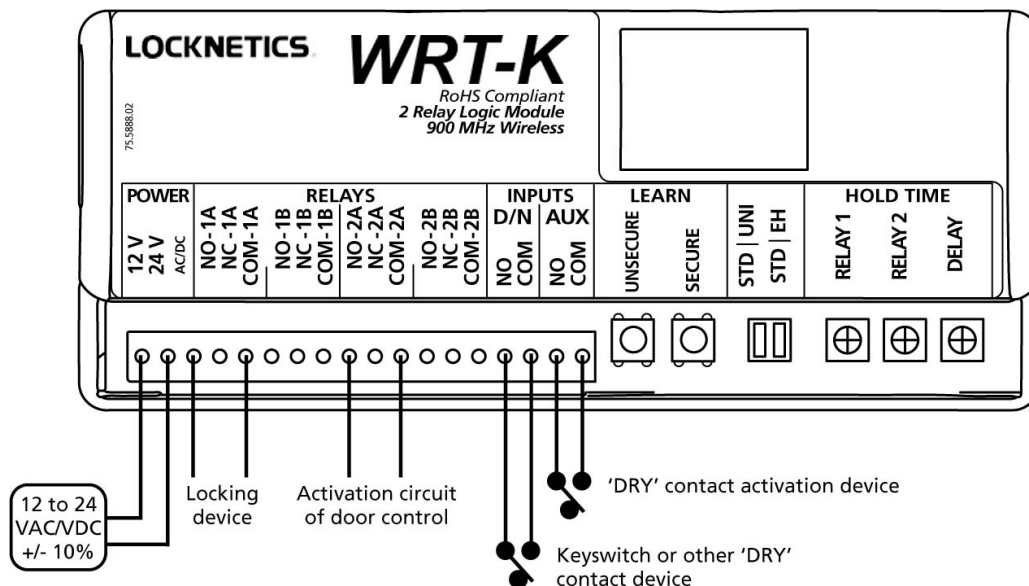 LOCKNETICS
WRT-K
RoHS Compliant
2 Relay Logic Module
900 MHz Wireless
75.5888.02
POWER
12 V
24 V
AC/DC
RELAYS
NO-1A
NC-1A
COM-1A
NO-1B
NC-1B
COM-1B
NO-2A
NC-2A
COM-2A
NO-2B
NC-2B
COM-2B
INPUTS
D/N
NO
COM
AUX
NO
COM
LEARN
UNSECURE
SECURE
STD | UNI
STD | EH
HOLD TIME
RELAY 1
RELAY 2
DELAY
12 to 24
VAC/VDC
+/- 10%
Locking
device
Activation circuit
of door control
'DRY' contact activation device
Keyswitch or other 'DRY'
contact device